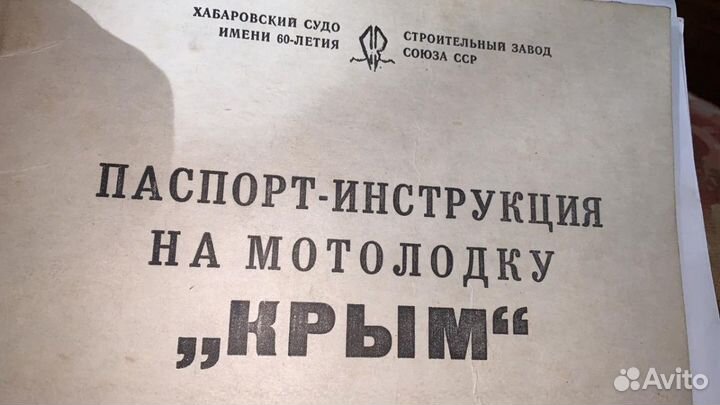 ХАБАРОВСКИЙ СУДО СТРОИТЕЛЬНЫЙ ЗАВОД
ИМЕНИ 60-ЛЕТИЯ СОЮЗА ССР
ПАСПОРТ-ИНСТРУКЦИЯ
НА МОТОЛОДКУ
„КРЫМ“
Avito